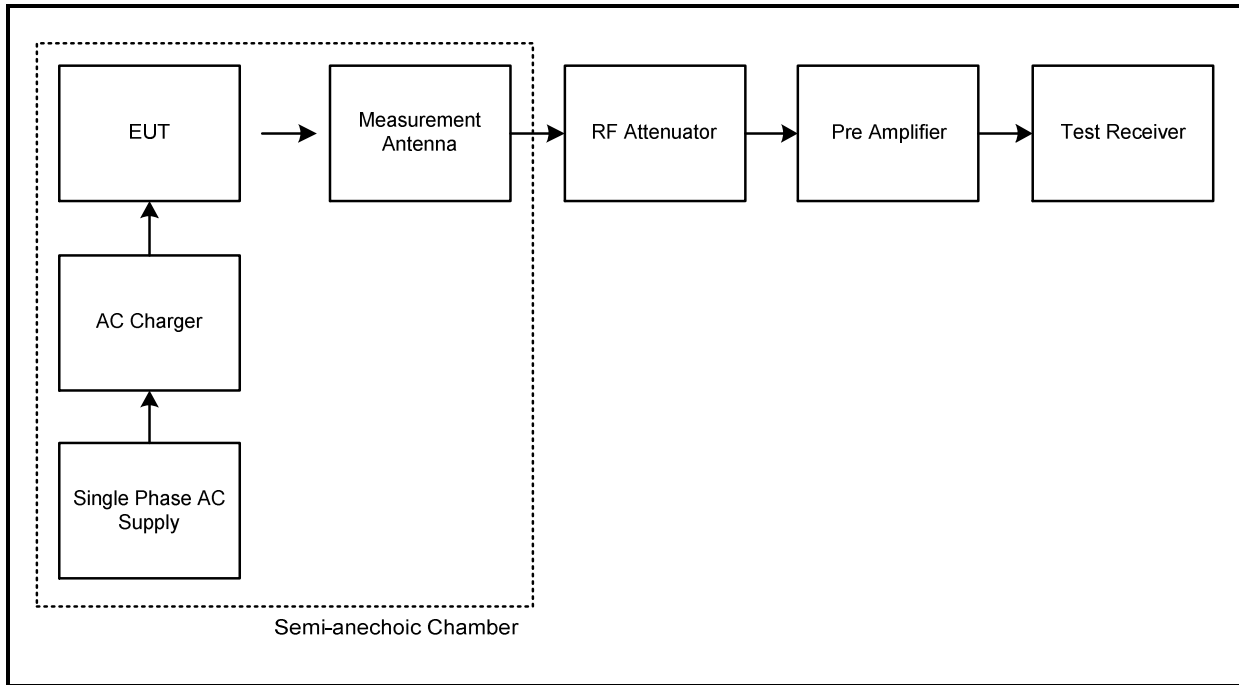 EUT
Measurement
Antenna
RF Attenuator
Pre Amplifier
Test Receiver
AC Charger
Single Phase AC
Supply
Semi-anechoic Chamber